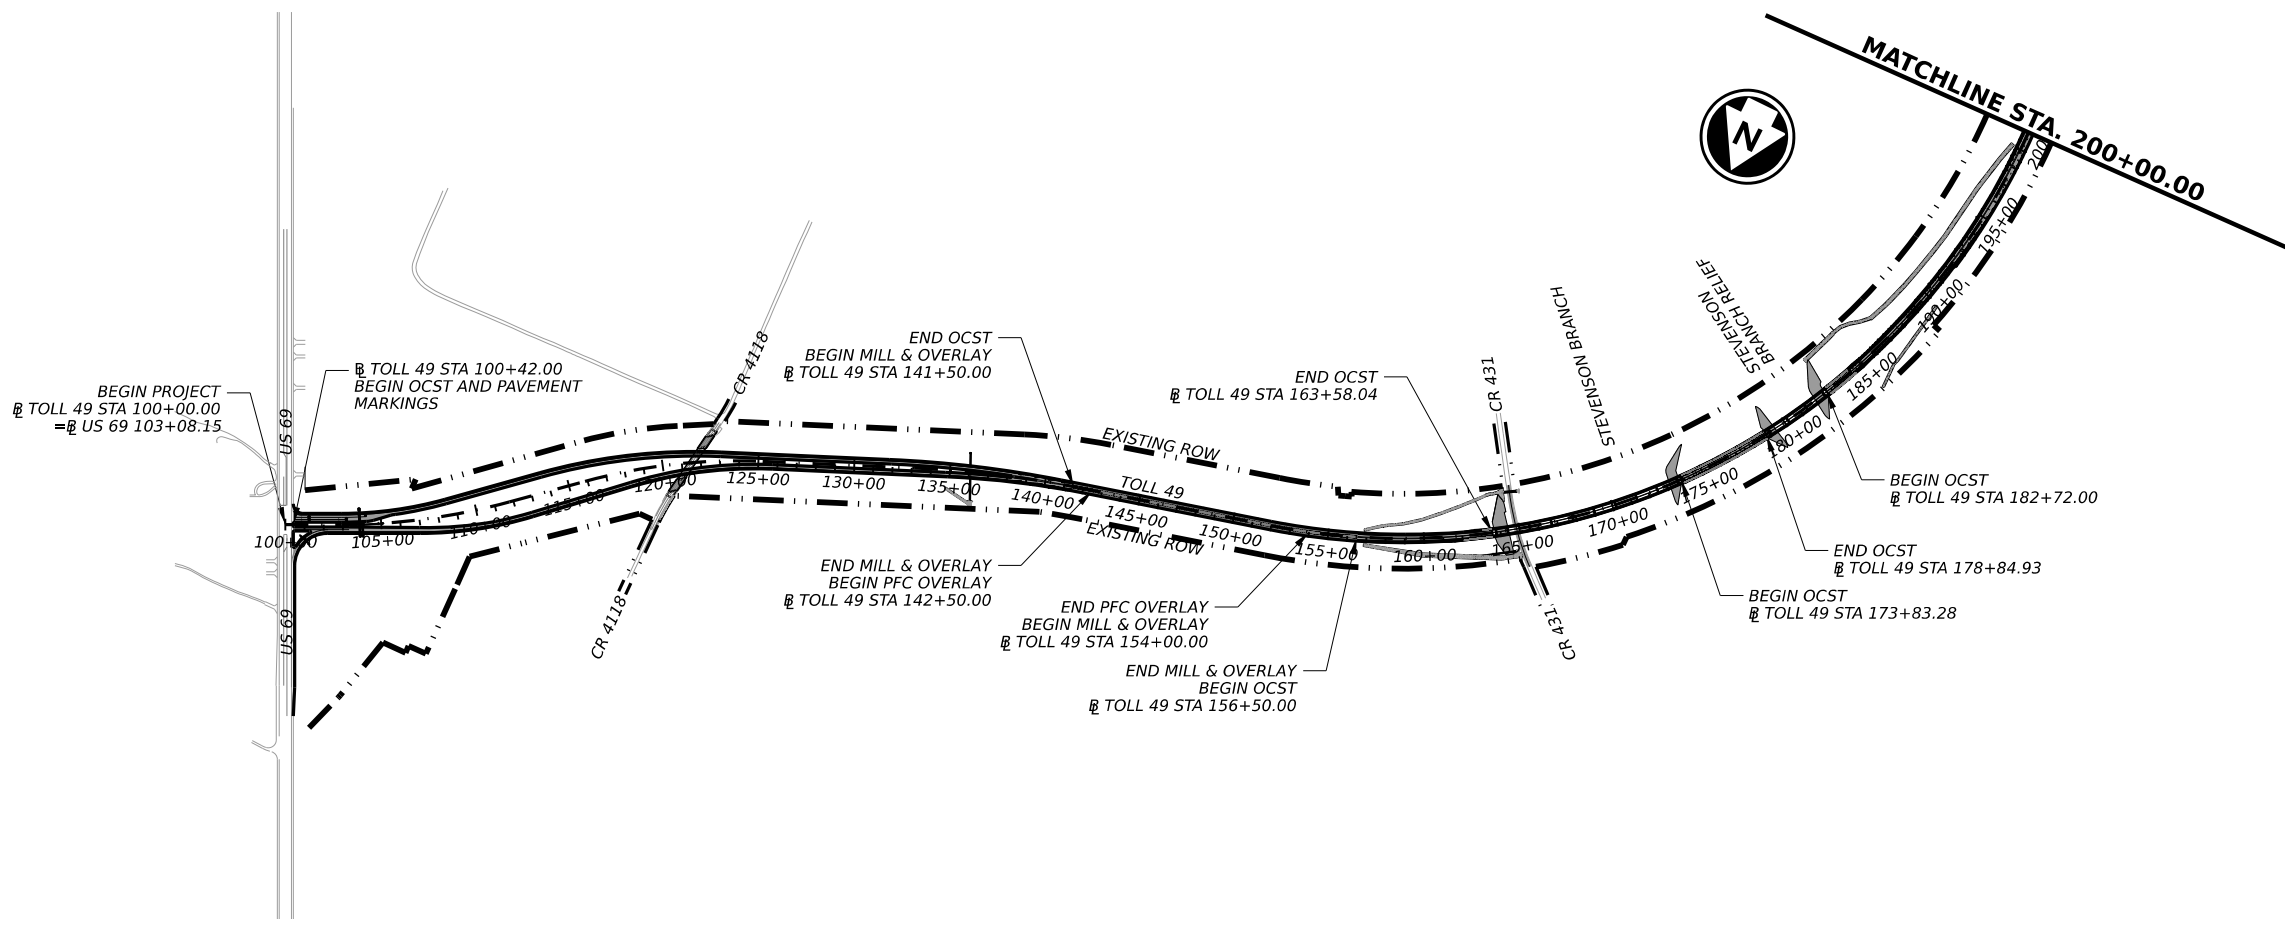 MATCHLINE STA. 200+00.00
N
BEGIN PROJECT
℄ TOLL 49 STA 100+00.00
=℄ US 69 103+08.15
℄ TOLL 49 STA 100+42.00
BEGIN OCST AND PAVEMENT
MARKINGS
US 69
US 69
CR 4118
CR 4118
END OCST
BEGIN MILL & OVERLAY
℄ TOLL 49 STA 141+50.00
END MILL & OVERLAY
BEGIN PFC OVERLAY
℄ TOLL 49 STA 142+50.00
EXISTING ROW
TOLL 49
EXISTING ROW
END PFC OVERLAY
BEGIN MILL & OVERLAY
℄ TOLL 49 STA 154+00.00
END MILL & OVERLAY
BEGIN OCST
℄ TOLL 49 STA 156+50.00
END OCST
℄ TOLL 49 STA 163+58.04
CR 431
CR 431
STEVENSON BRANCH
STEVENSON
BRANCH RELIEF
BEGIN OCST
℄ TOLL 49 STA 182+72.00
END OCST
℄ TOLL 49 STA 178+84.93
BEGIN OCST
℄ TOLL 49 STA 173+83.28
100+00
105+00
110+00
115+00
120+00
125+00
130+00
135+00
140+00
145+00
150+00
155+00
160+00
165+00
170+00
175+00
180+00
185+00
190+00
195+00
200